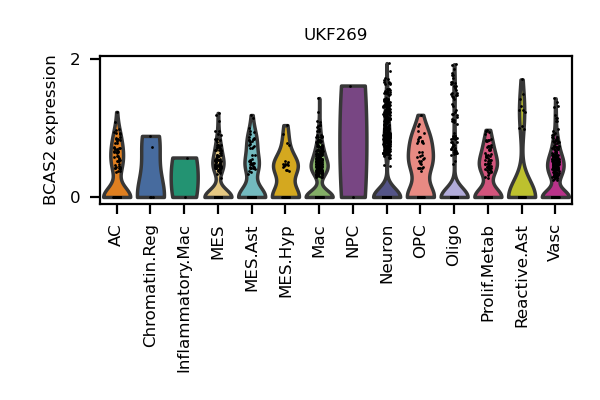 UKF269
BCAS2 expression
2
0
AC
Chromatin.Reg
Inflammatory.Mac
MES
MES.Ast
MES.Hyp
Mac
NPC
Neuron
OPC
Oligo
Prolif.Metab
Reactive.Ast
Vasc